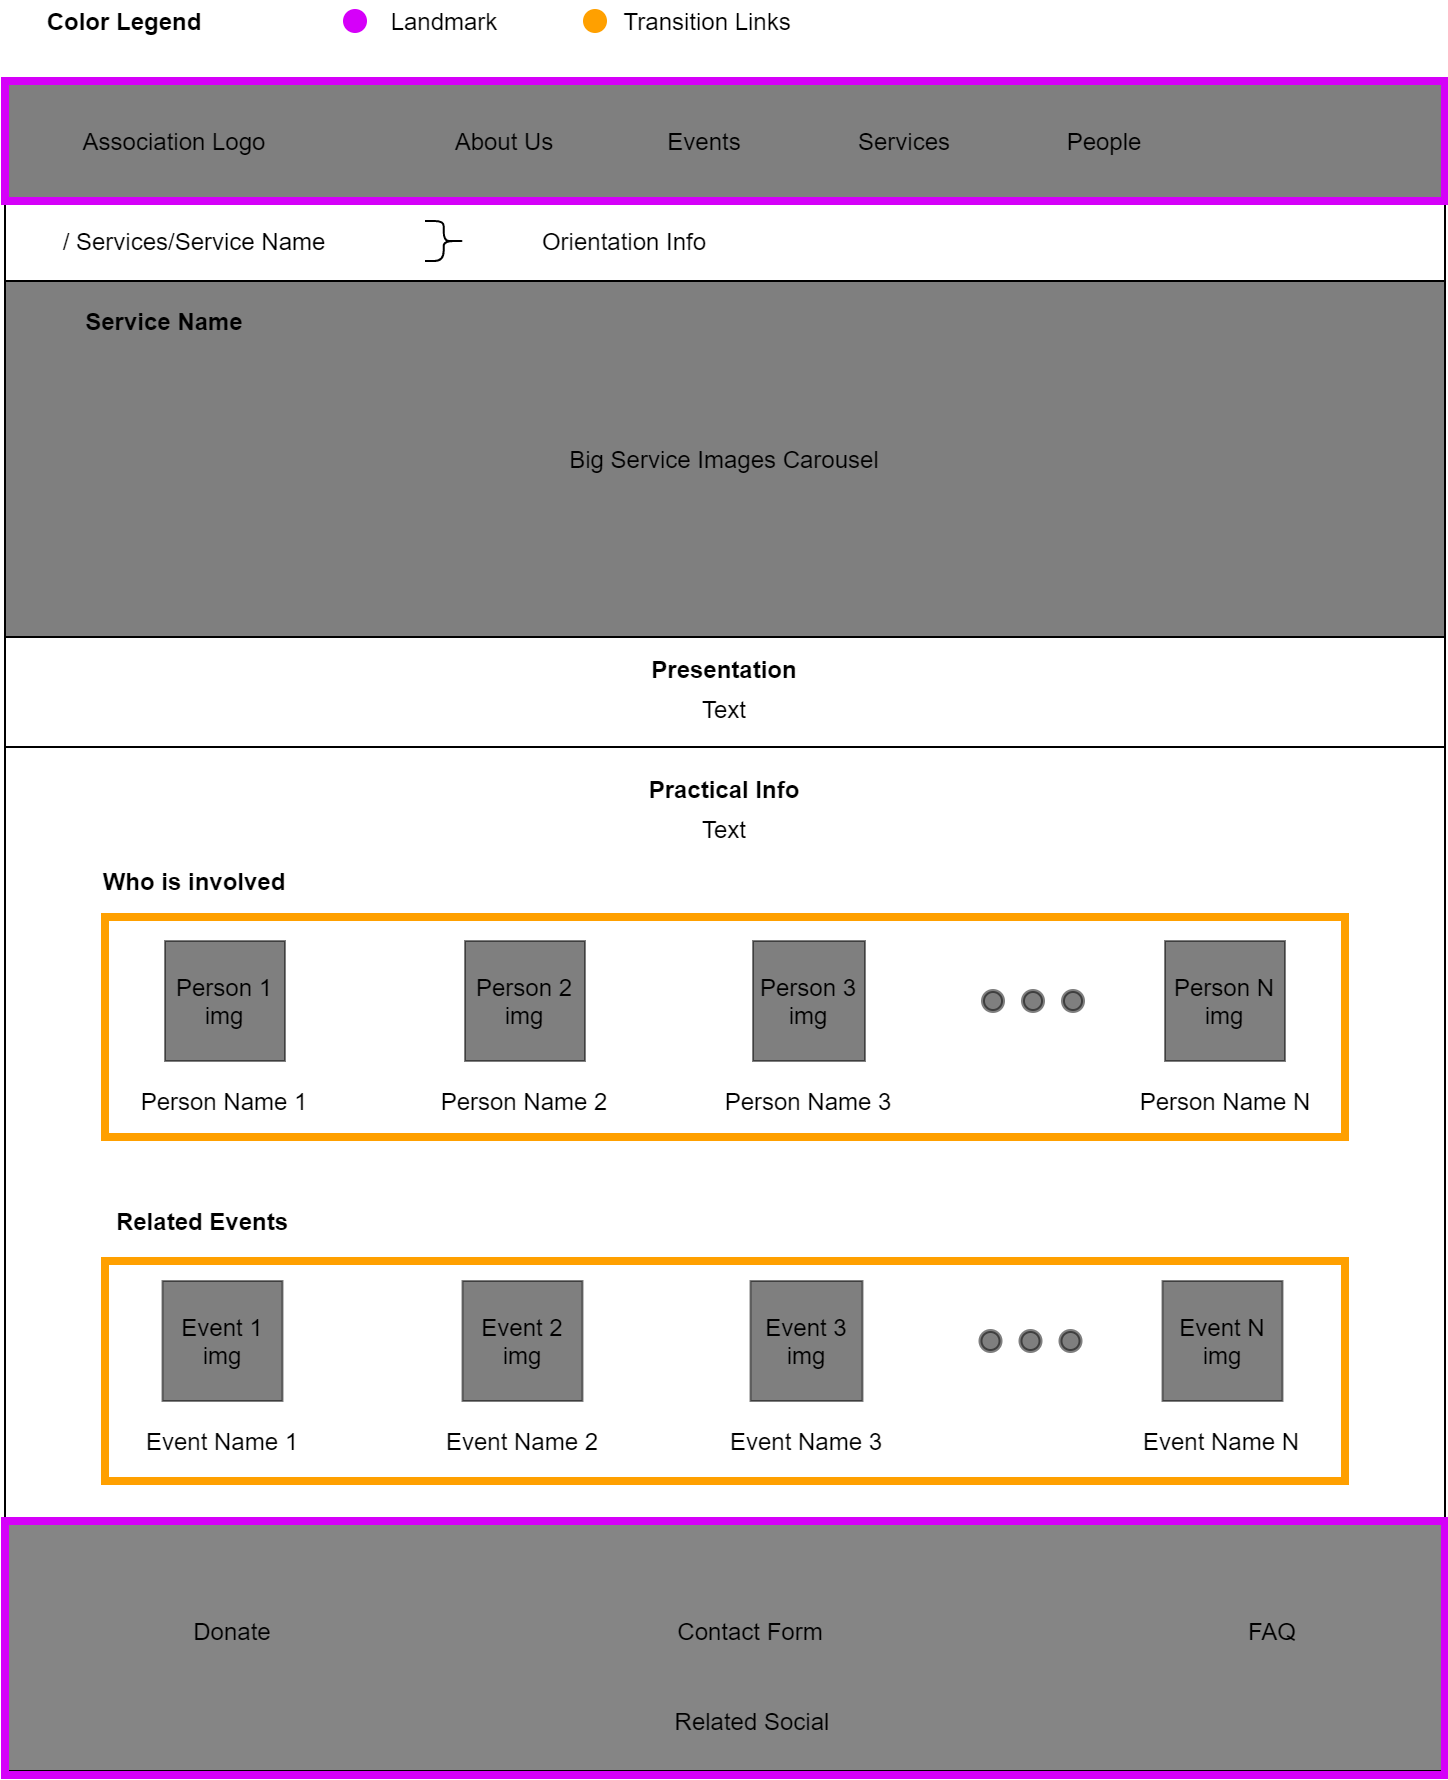 Color Legend Landmark Transition Links
Association Logo About Us Events Services People
/ Services/Service Name Orientation Info
Service Name
Big Service Images Carousel
Presentation
Text
Practical Info
Text
Who is involved
Person 1 img Person 2 img Person 3 img Person N img
Person Name 1 Person Name 2 Person Name 3 Person Name N
Related Events
Event 1 img Event 2 img Event 3 img Event N img
Event Name 1 Event Name 2 Event Name 3 Event Name N
Donate Contact Form FAQ
Related Social